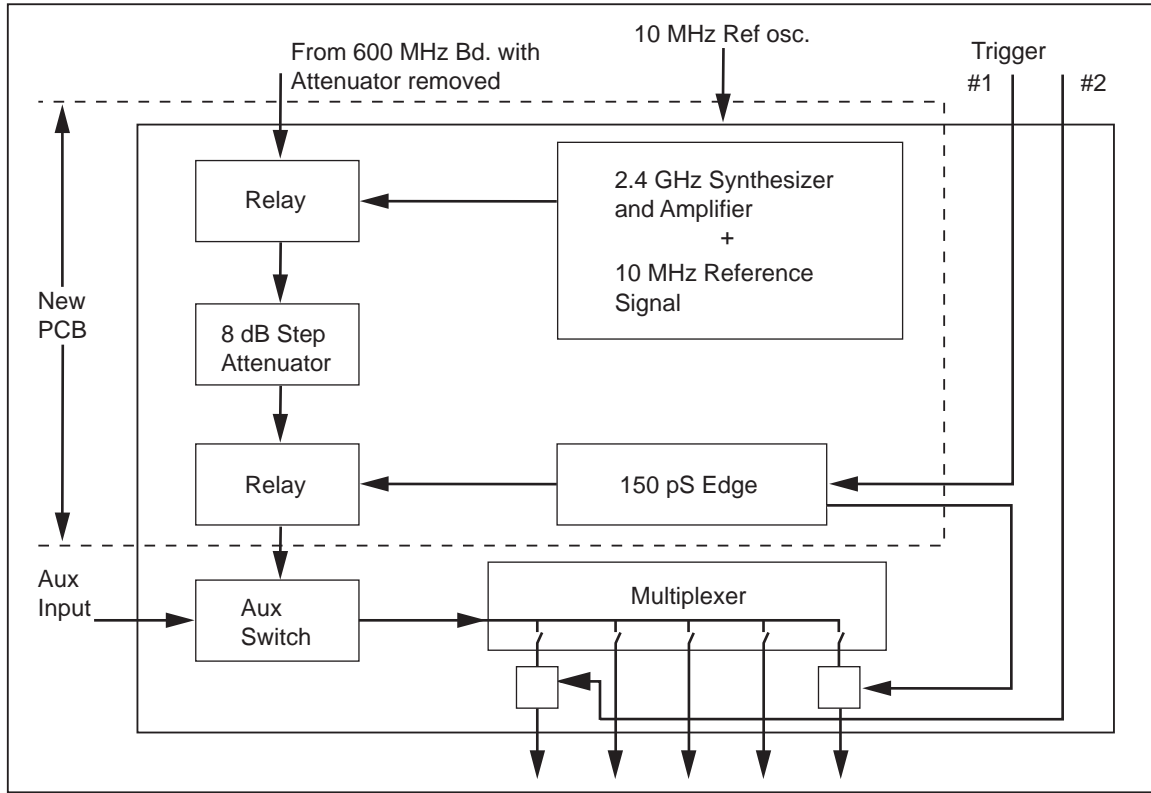 From 600 MHz Bd. with
Attenuator removed
10 MHz Ref osc.
Trigger
#1
#2
Relay
2.4 GHz Synthesizer
and Amplifier
+
10 MHz Reference
Signal
New
PCB
8 dB Step
Attenuator
Relay
150 pS Edge
Aux
Input
Aux
Switch
Multiplexer